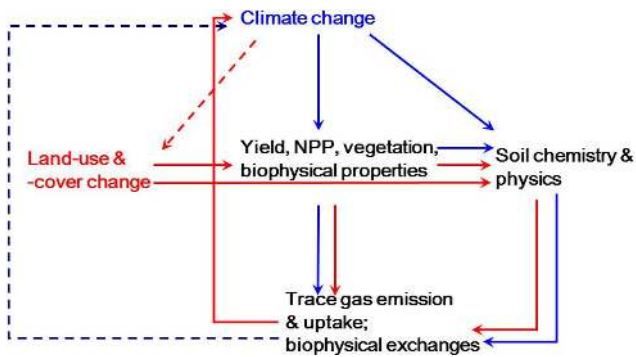 Climate change
Yield, NPP, vegetation,
biophysical properties
Land-use &
-cover change
Soil chemistry &
physics
Trace gas emission
& uptake;
biophysical exchanges